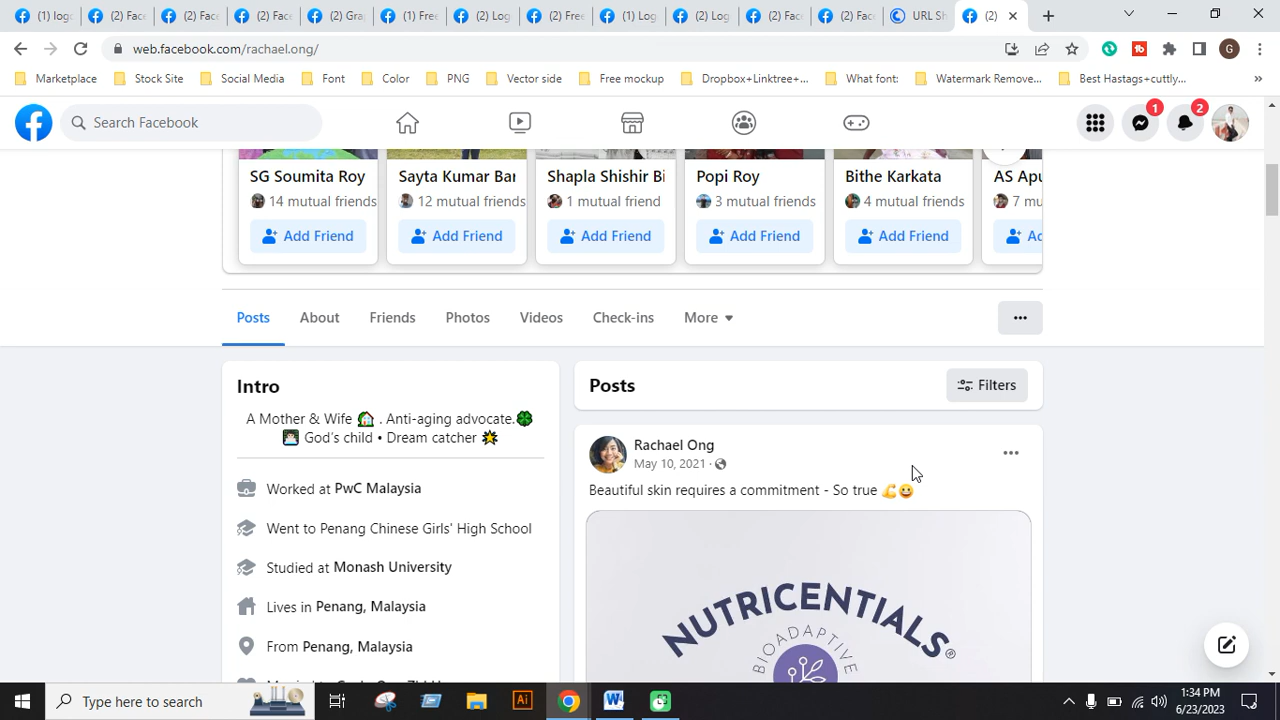 (1) loga
(2) Face
(2) Face
(2) Face
(2) Gra
(1) Free
(2) Log
(2) Free
(1) Log
(2) Log
(2) Face
(2) Face
URL Sh
(2)
web.facebook.com/rachael.ong/
G
Marketplace
Stock Site
Social Media
Font
Color
PNG
Vector side
Free mockup
Dropbox+Linktree+...
What font:
Watermark Remove...
Best Hastags+cuttly...
Search Facebook
1
2
SG Soumita Roy
Sayta Kumar Bar
Shapla Shishir Bi
Popi Roy
Bithe Karkata
AS Apu
14 mutual friends
12 mutual friends
1 mutual friend
3 mutual friends
4 mutual friends
7 mu
Add Friend
Add Friend
Add Friend
Add Friend
Add Friend
Ac
Posts
About
Friends
Photos
Videos
Check-ins
More
Intro
A Mother & Wife 🏡 . Anti-aging advocate.🍀
👩🏻‍💻 God's child • Dream catcher 🌟
Worked at PwC Malaysia
Went to Penang Chinese Girls' High School
Studied at Monash University
Lives in Penang, Malaysia
From Penang, Malaysia
Posts
Filters
Rachael Ong
May 10, 2021 ·
Beautiful skin requires a commitment - So true 💪😀
NUTRICENTIALS®
BIOADAPTIVE
Type here to search
Ai
W
1:34 PM
6/23/2023